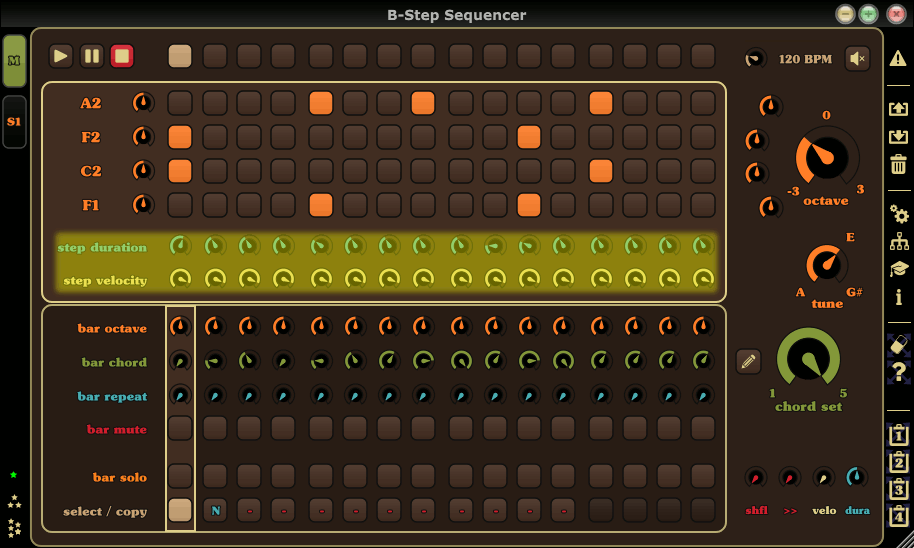 B-Step Sequencer
M
120 BPM
S1
A2
F2
C2
F1
0
-3
3
octave
E
A
G#
tune
step duration
step velocity
bar octave
bar chord
bar repeat
bar mute
bar solo
select / copy
N
- - - - - - - - - -
1
5
chord set
shfl
>>
velo
dura
i
?
1
2
3
4